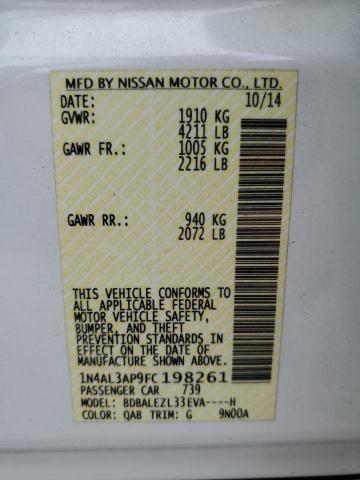 MFD BY NISSAN MOTOR CO., LTD.
DATE: 10/14
GVWR: 1910 KG
4211 LB
GAWR FR.: 1005 KG
2216 LB
GAWR RR.: 940 KG
2072 LB
THIS VEHICLE CONFORMS TO
ALL APPLICABLE FEDERAL
MOTOR VEHICLE SAFETY,
BUMPER, AND THEFT
PREVENTION STANDARDS
IN EFFECT ON THE DATE OF
MANUFACTURE SHOWN ABOVE.
1N4AL3AP9FC198261
PASSENGER CAR 739
MODEL: BDBALEZL33EVA----H
COLOR: QAB TRIM: G 9N00A